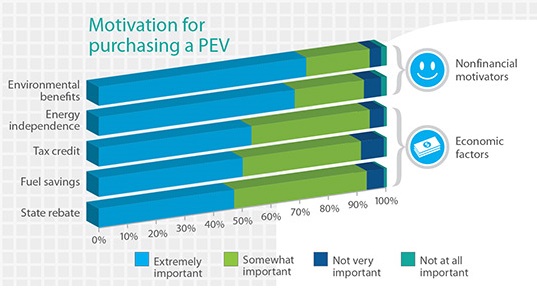 Motivation for
purchasing a PEV
Environmental
benefits
Energy
independence
Tax credit
Fuel savings
State rebate
Nonfinancial
motivators
$
Economic
factors
0% 10% 20% 30% 40% 50% 60% 70% 80% 90% 100%
Extremely
important
Somewhat
important
Not very
important
Not at all
important